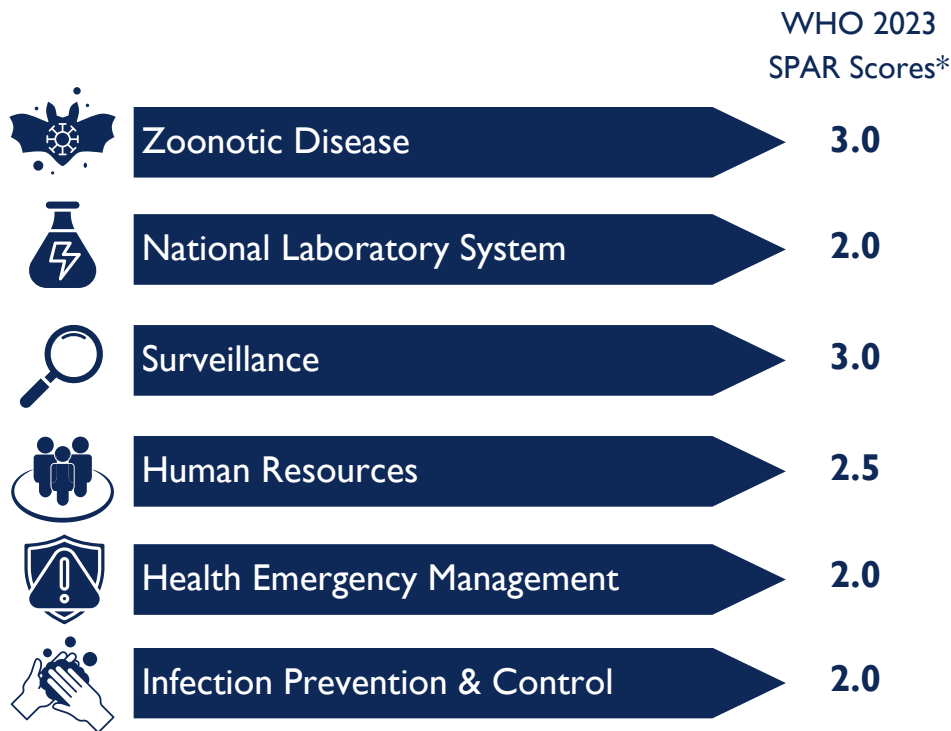 WHO 2023
SPAR Scores*
Zoonotic Disease 3.0
National Laboratory System 2.0
Surveillance 3.0
Human Resources 2.5
Health Emergency Management 2.0
Infection Prevention & Control 2.0